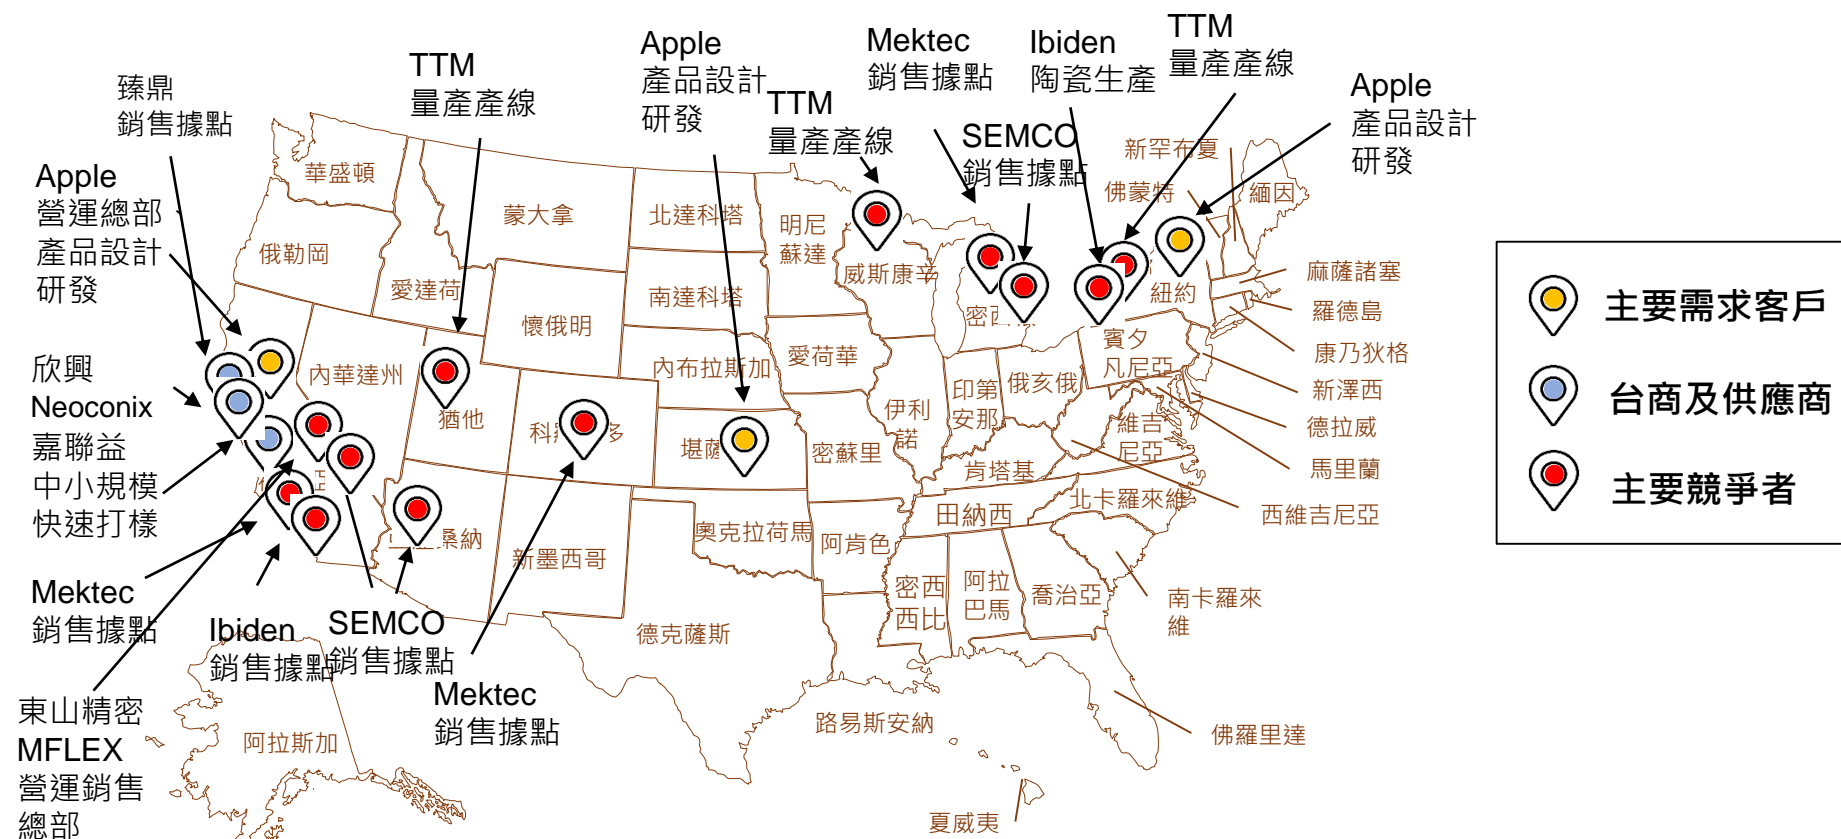 臻鼎
銷售據點
TTM
量產產線
Apple
產品設計
研發
TTM
量產產線
Mektec
銷售據點
Ibiden
陶瓷生產
TTM
量產產線
SEMCO
銷售據點
Apple
產品設計
研發
Apple
營運總部
產品設計
研發
欣興
Neoconix
嘉聯益
中小規模
快速打樣
Mektec
銷售據點
Ibiden
銷售據點
SEMCO
銷售據點
Mektec
銷售據點
東山精密
MFLEX
營運銷售
總部
華盛頓
俄勒岡
愛達荷
蒙大拿
懷俄明
內華達州
猶他
科
多
北達科塔
南達科塔
內布拉斯加
堪薩
明尼
蘇達
愛荷華
密蘇里
威斯康辛
伊利
諾
印第
安那
俄亥俄
肯塔基
田納西
桑納
新墨西哥
奧克拉荷馬
德克薩斯
阿肯色
路易斯安納
密西
西比
阿拉
巴馬
喬治亞
佛羅里達
南卡羅來
維
北卡羅來維
維吉
尼亞
西維吉尼亞
賓夕
凡尼亞
紐約
新罕布夏
佛蒙特
緬因
麻薩諸塞
羅德島
康乃狄格
新澤西
德拉威
馬里蘭
阿拉斯加
夏威夷
主要需求客戶
台商及供應商
主要競爭者